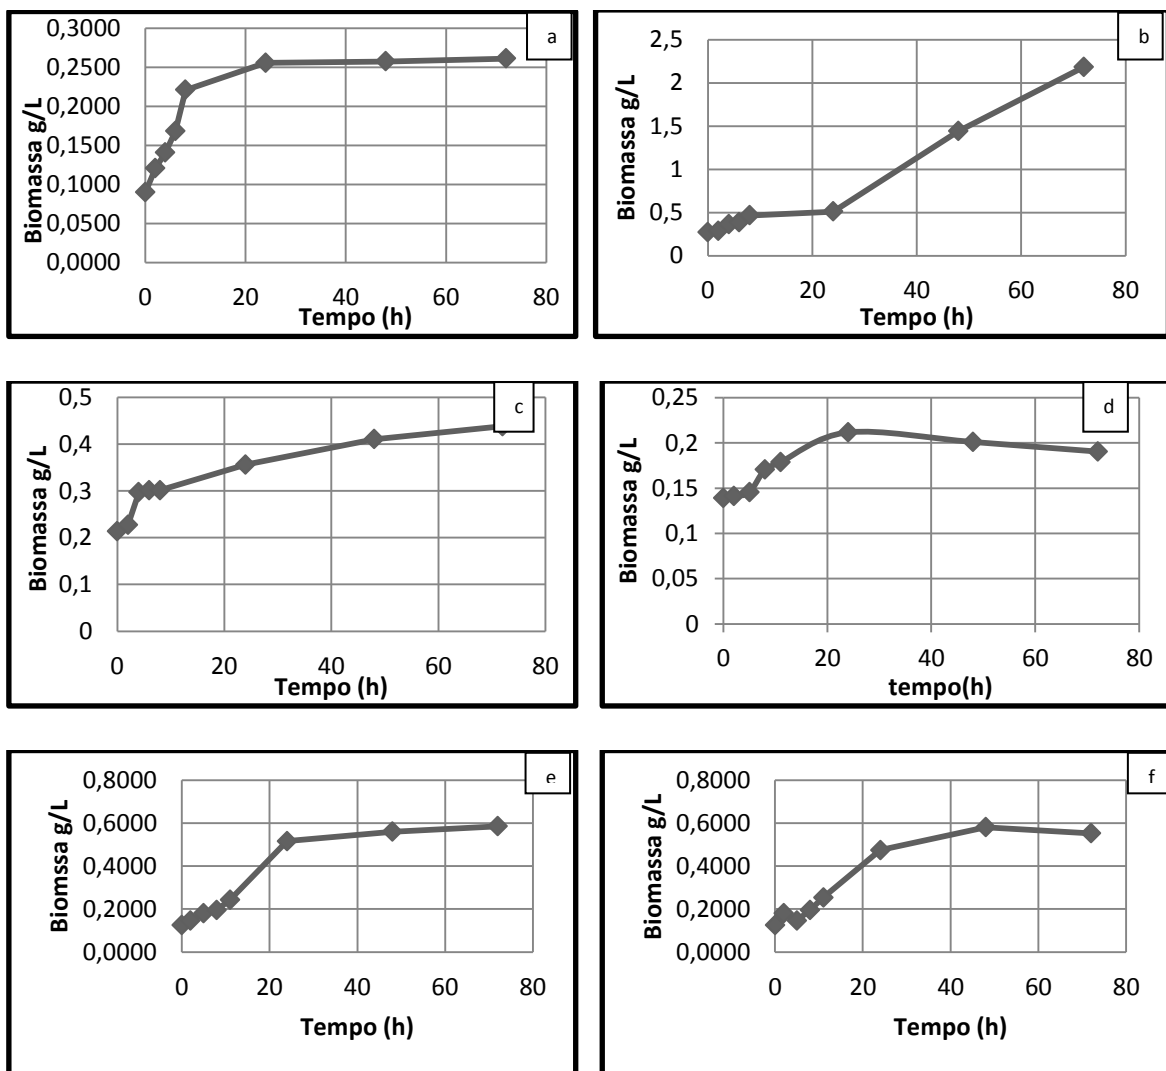 a
Biomassa g/L
0,3000
0,2500
0,2000
0,1500
0,1000
0,0500
0,0000
0 20 40 60 80
Tempo (h)
b
Biomassa g/L
2,5
2
1,5
1
0,5
0
0 20 40 60 80
Tempo (h)
c
Biomassa g/L
0,5
0,4
0,3
0,2
0,1
0
0 20 40 60 80
Tempo (h)
d
Biomassa g/L
0,25
0,2
0,15
0,1
0,05
0
0 20 40 60 80
tempo(h)
e
Biomssa g/L
0,8000
0,6000
0,4000
0,2000
0,0000
0 20 40 60 80
Tempo (h)
f
Biomassa g/L
0,8000
0,6000
0,4000
0,2000
0,0000
0 20 40 60 80
Tempo (h)